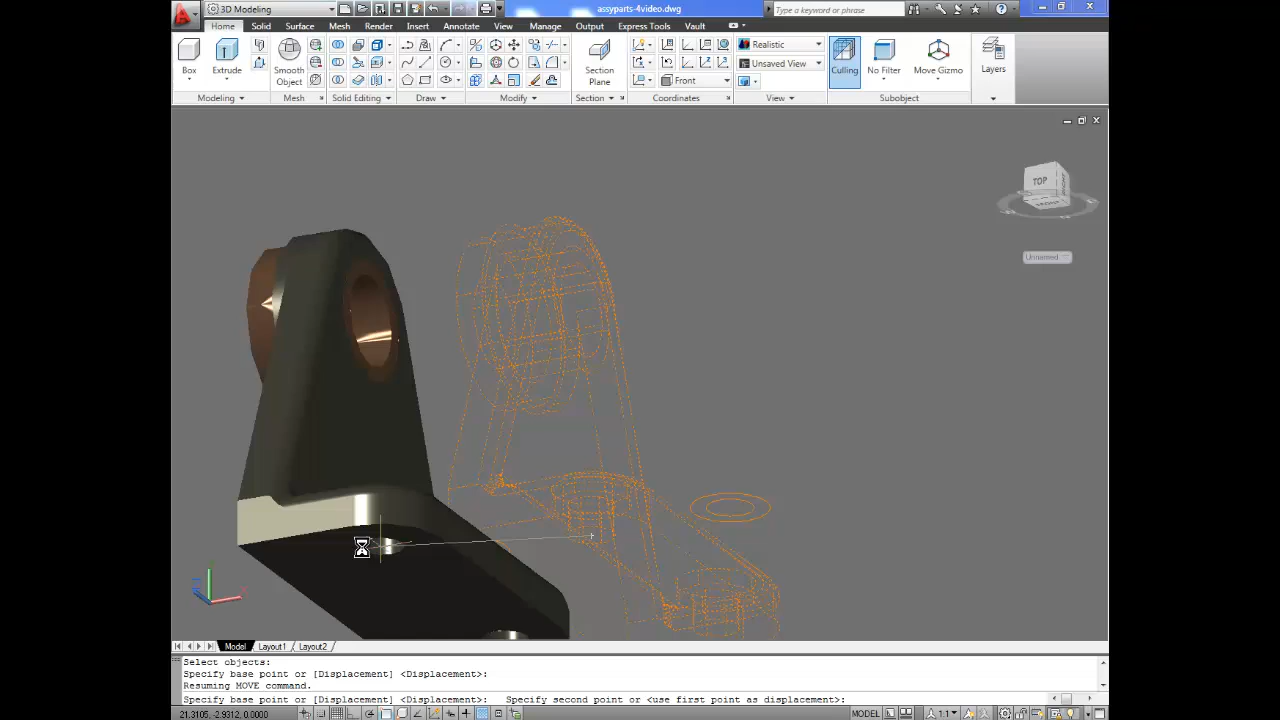 3D Modeling
assyparts-4video.dwg
Type a keyword or phrase
Home Solid Surface Mesh Render Insert Annotate View Manage Output Express Tools Vault
Box
Extrude
Smooth
Object
Section
Plane
Front
Realistic
Unsaved View
Culling
No Filter
Move Gizmo
Layers
Modeling
Mesh
Solid Editing
Draw
Modify
Section
Coordinates
View
Subobject
TOP
Unnamed
Model Layout1 Layout2
Select objects:
Specify base point or [Displacement] <Displacement>:
Resuming MOVE command.
Specify base point or [Displacement] <Displacement>: Specify second point or <use first point as displacement>:
21.3105, -2.9312, 0.0000
MODEL
1:1